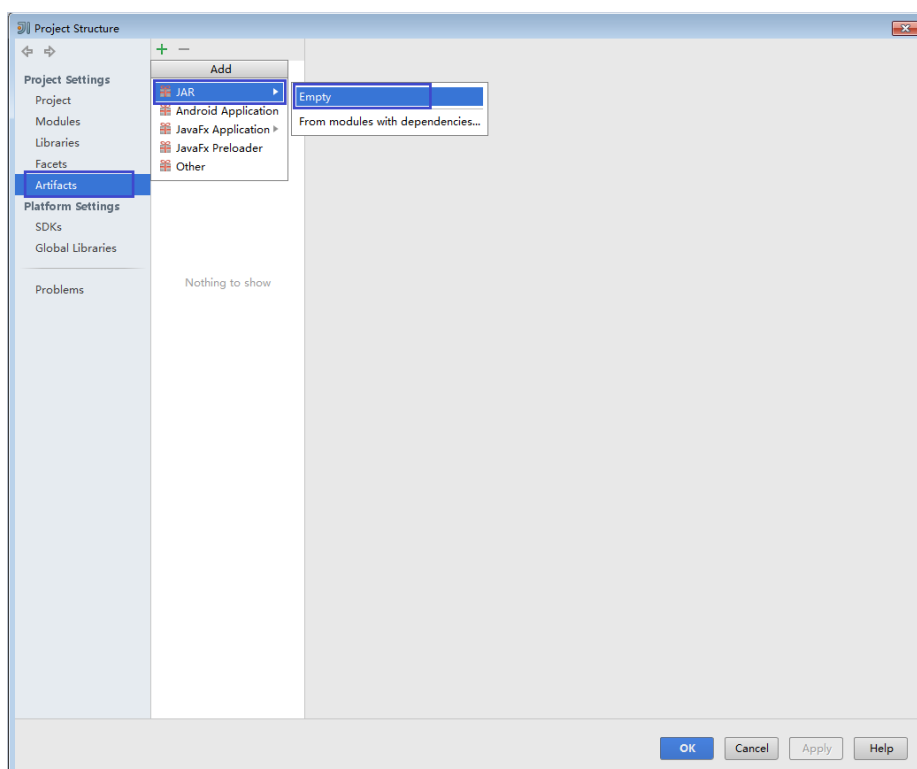 Project Structure
Project Settings
Project
Modules
Libraries
Facets
Artifacts
Platform Settings
SDKs
Global Libraries
Problems
Add
JAR
Android Application
JavaFx Application
JavaFx Preloader
Other
Empty
From modules with dependencies...
Nothing to show
OK
Cancel
Apply
Help